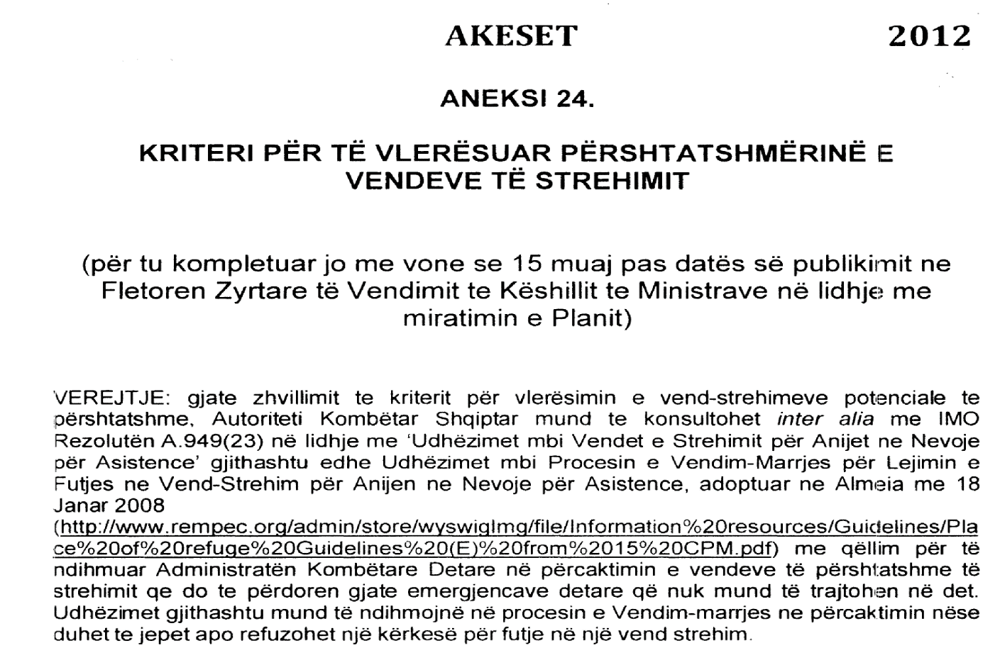 AKESET 2012
ANEKSI 24.
KRITERI PËR TË VLERËSUAR PËRSHTATSHMËRINË E
VENDEVE TË STREHIMIT
(për tu kompletuar jo me vone se 15 muaj pas datës së publikimit ne
Fletoren Zyrtare të Vendimit te Këshillit te Ministrave në lidhje me
miratimin e Planit)
VEREJTJE: gjate zhvillimit te kriterit për vlerësimin e vend-strehimeve potenciale te
përshtatshme, Autoriteti Kombëtar Shqiptar mund te konsultohet inter alia me IMO
Rezolutën A.949(23) në lidhje me ‘Udhëzimet mbi Vendet e Strehimit për Anijet ne Nevoje
për Asistence’ gjithashtu edhe Udhëzimet mbi Procesin e Vendim-Marrjes për Lejimin e
Futjes ne Vend-Strehim për Anijen ne Nevoje për Asistence, adoptuar ne Almeia me 18
Janar 2008
(http://www.rempec.org/admin/store/wyswigImg/file/Information%20resources/Guidelines/Pla
ce%20of%20refuge%20Guidelines%20(E)%20from%2015%20CPM.pdf) me qëllim për të
ndihmuar Administratën Kombëtare Detare në përcaktimin e vendeve të përshtatshme të
strehimit qe do te përdoren gjate emergjencave detare që nuk mund të trajtohen në det.
Udhëzimet gjithashtu mund të ndihmojnë në procesin e Vendim-marrjes ne përcaktimin nëse
duhet te jepet apo refuzohet një kërkesë për futje në një vend strehim.